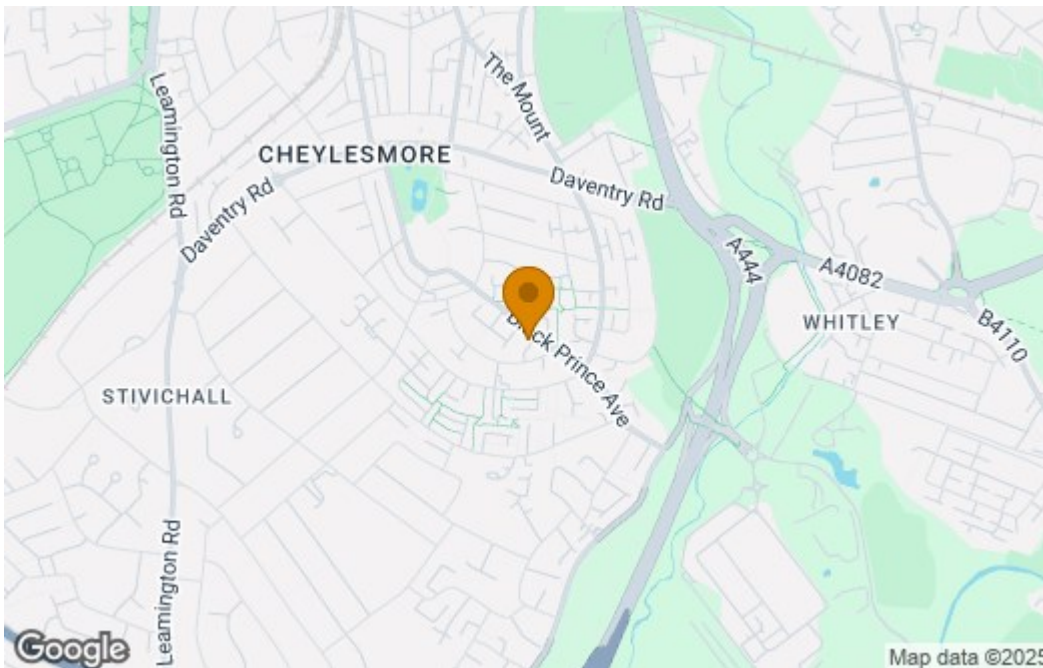 Leamington Rd
The Mount
CHEYLESMORE
Daventry Rd
Daventry Rd
A444
A4082
WHITLEY
B4110
Black Prince Ave
STIVICHALL
Leamington Rd
Google
Map data ©2025